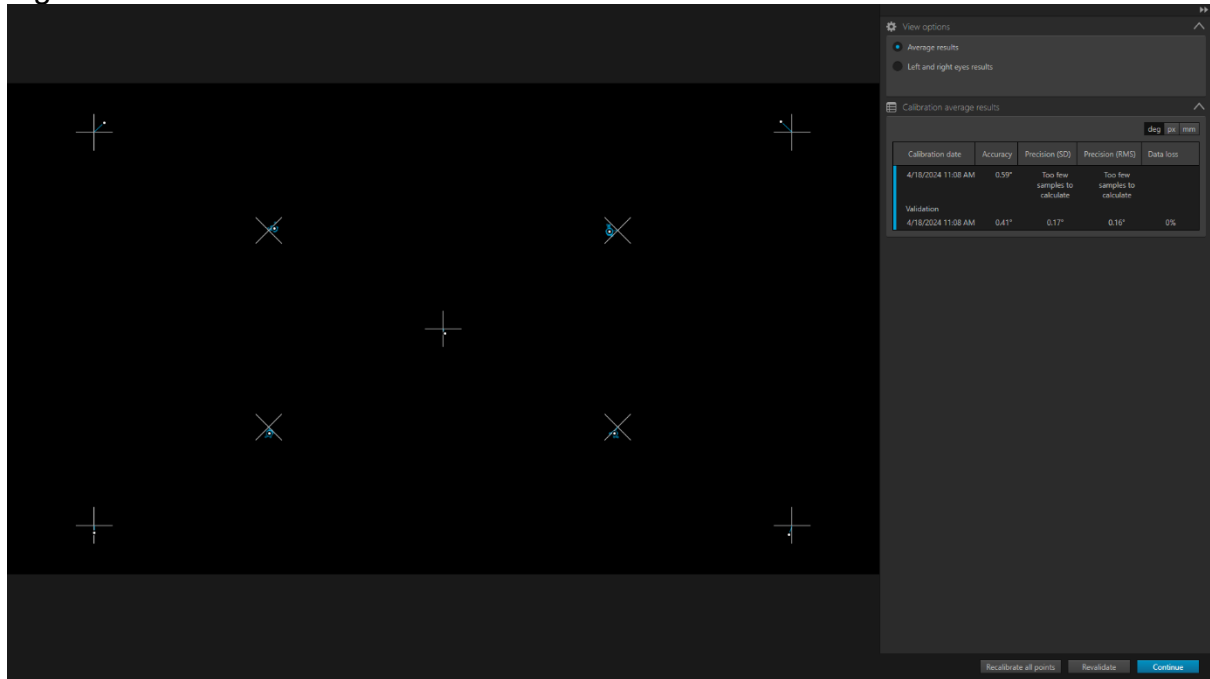 View options
Average results
Left and right eyes results
Calibration average results
deg px mm
Calibration date Accuracy Precision (SD) Precision (RMS) Data loss
4/18/2024 11:08 AM 0.59° Too few Too few
samples to samples to
calculate calculate
Validation
4/18/2024 11:08 AM 0.41° 0.17° 0.16° 0%
Recalibrate all points Revalidate Continue